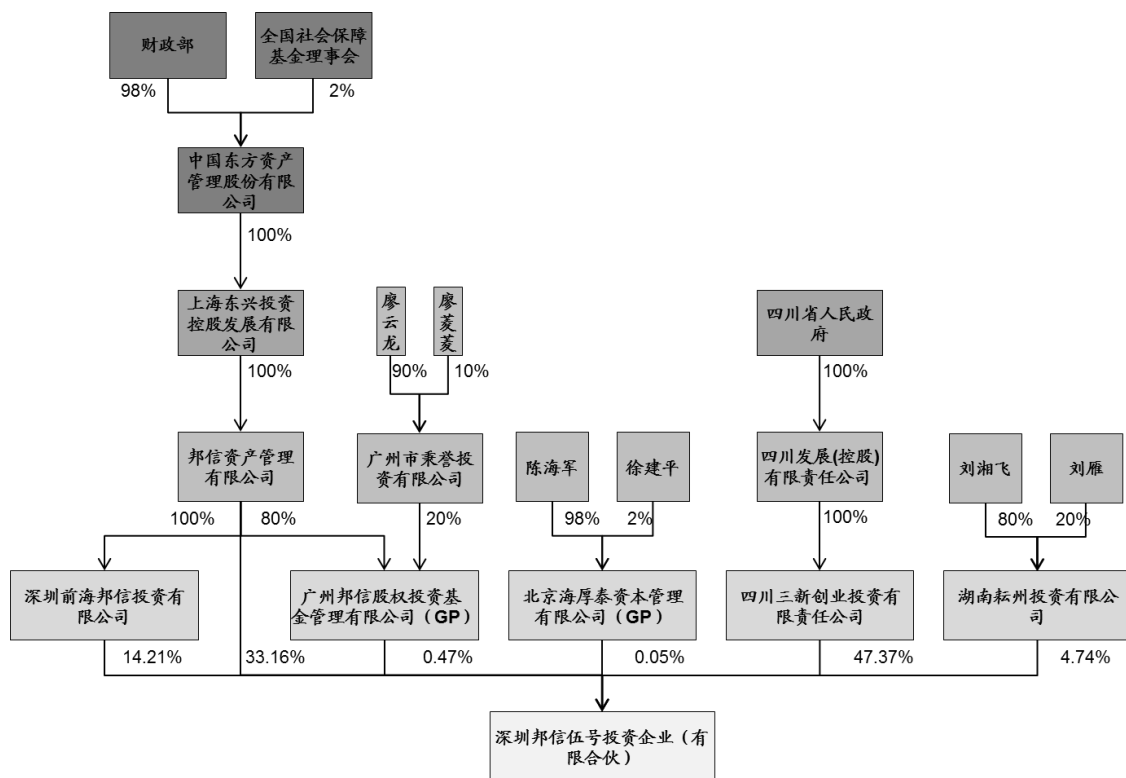 财政部
全国社会保障
基金理事会
98%
2%
中国东方资产
管理股份有限
公司
100%
上海东兴投资
控股发展有限
公司
廖云龙
廖菱菱
四川省人民政
府
100%
90%
10%
100%
邦信资产管理
有限公司
广州市秉誉投
资有限公司
陈海军
徐建平
四川发展(控股)
有限责任公司
刘湘飞
刘雁
100%
80%
20%
98%
2%
100%
80%
20%
深圳前海邦信投资有
限公司
广州邦信股权投资基
金管理有限公司（GP）
北京海厚泰资本管理
有限公司（GP）
四川三新创业投资有
限责任公司
湖南耘州投资有限公
司
14.21%
33.16%
0.47%
0.05%
47.37%
4.74%
深圳邦信伍号投资企业（有
限合伙）